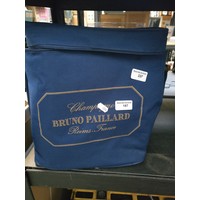 Champagne
BRUNO PAILLARD
Reims France